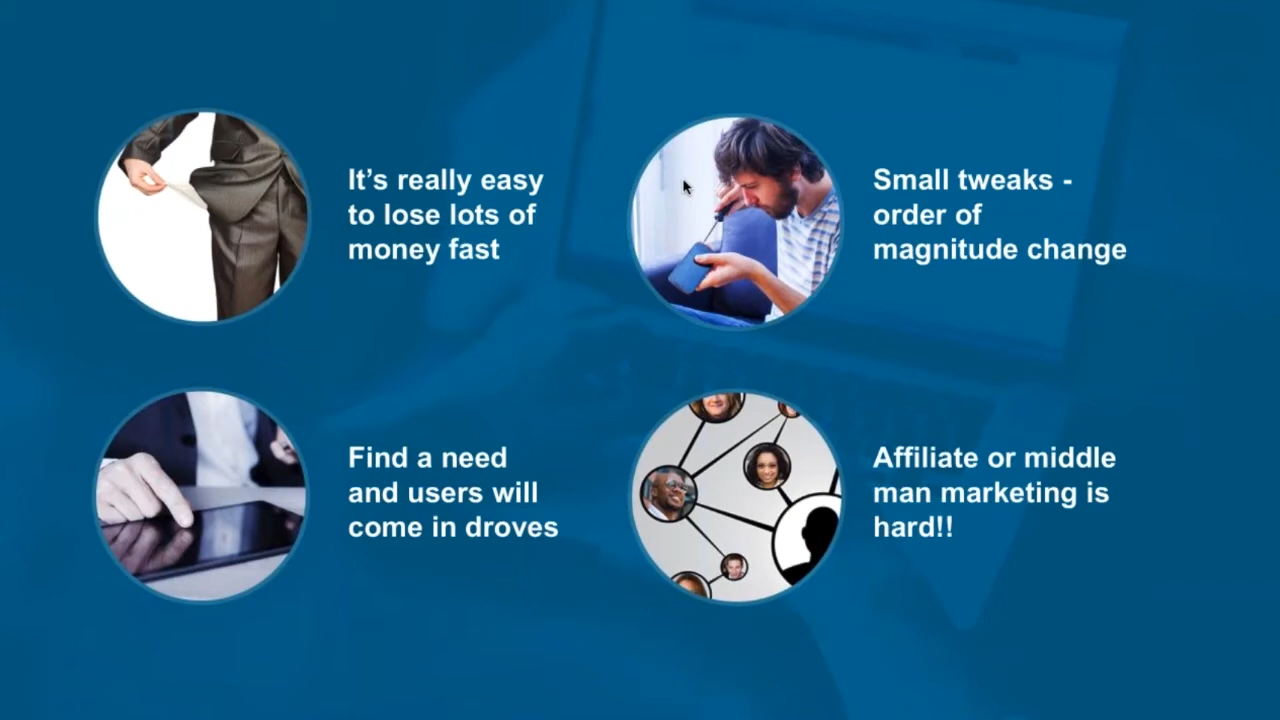 It’s really easy
to lose lots of
money fast
Small tweaks -
order of
magnitude change
Find a need
and users will
come in droves
Affiliate or middle
man marketing is
hard!!